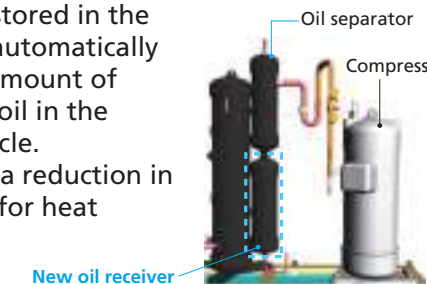 stored in the
automatically
mount of
oil in the
cle.
a reduction in
for heat
Oil separator
Compress
New oil receiver